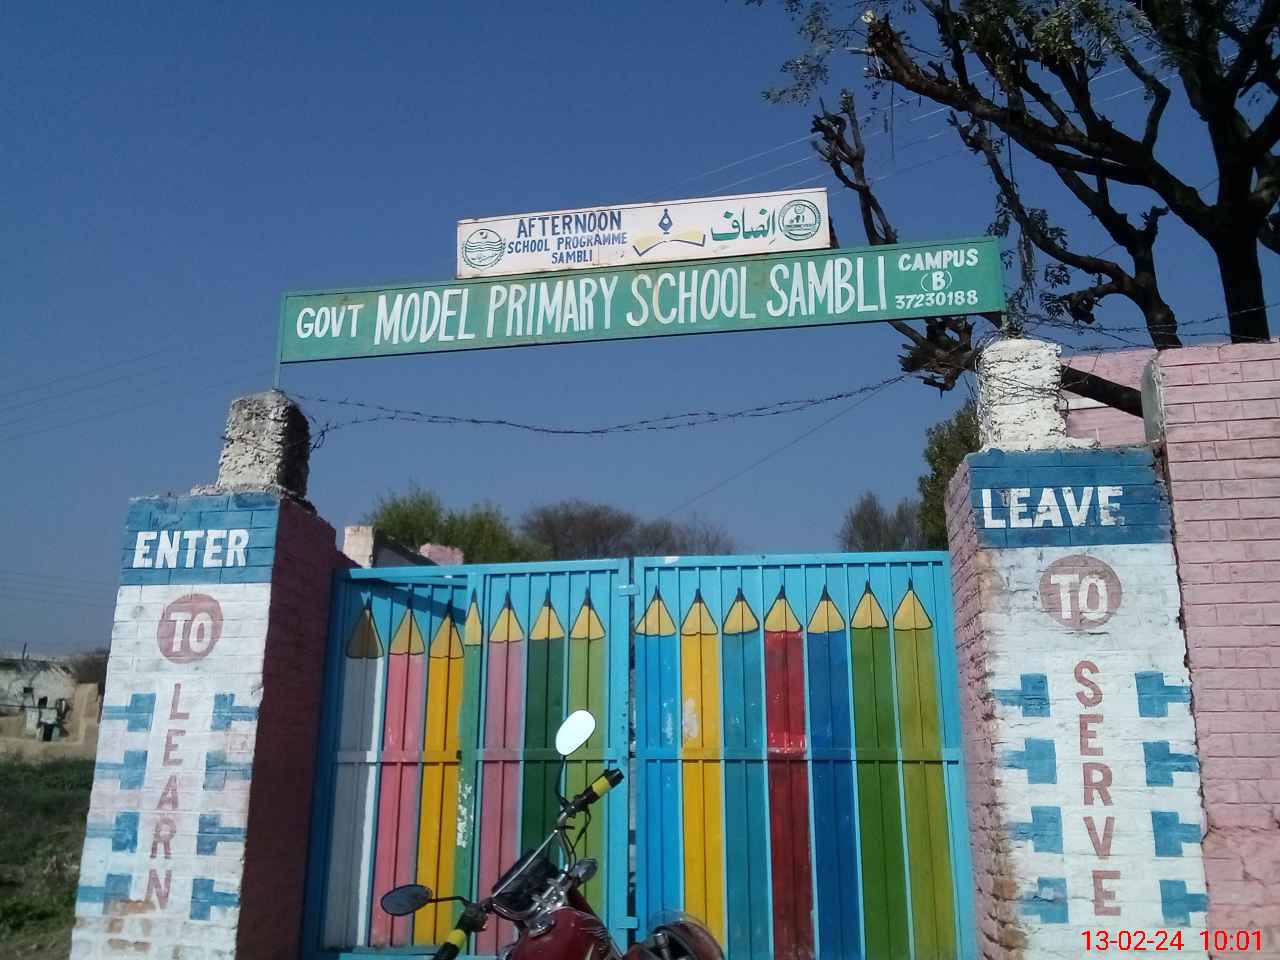 AFTERNOON
SCHOOL PROGRAMME
SAMBLI
اِنصاف
GOVT MODEL PRIMARY SCHOOL SAMBLI
CAMPUS
(B)
37230188
ENTER
TO
LEARN
LEAVE
TO
SERVE
13-02-24 10:01